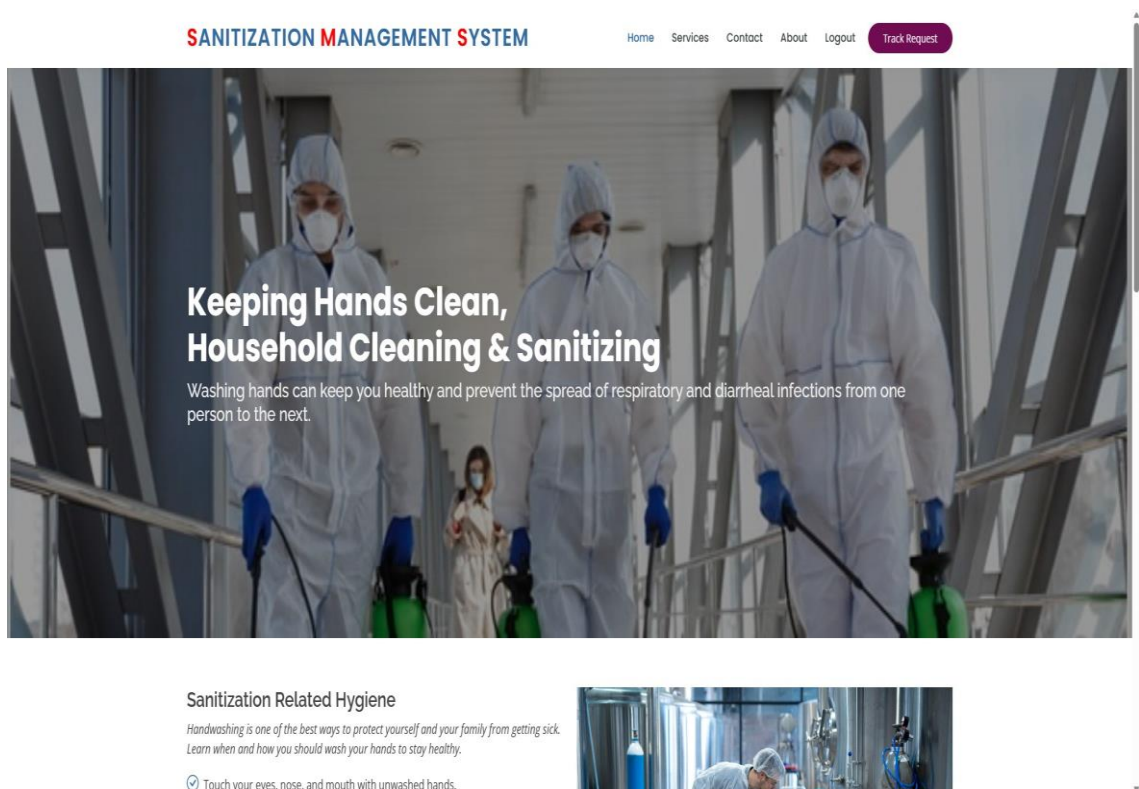 SANITIZATION MANAGEMENT SYSTEM
Home Services Contact About Logout Track Request
Keeping Hands Clean,
Household Cleaning & Sanitizing
Washing hands can keep you healthy and prevent the spread of respiratory and diarrheal infections from one
person to the next.
Sanitization Related Hygiene
Handwashing is one of the best ways to protect yourself and your family from getting sick.
Learn when and how you should wash your hands to stay healthy.
Touch your eyes, nose, and mouth with unwashed hands.